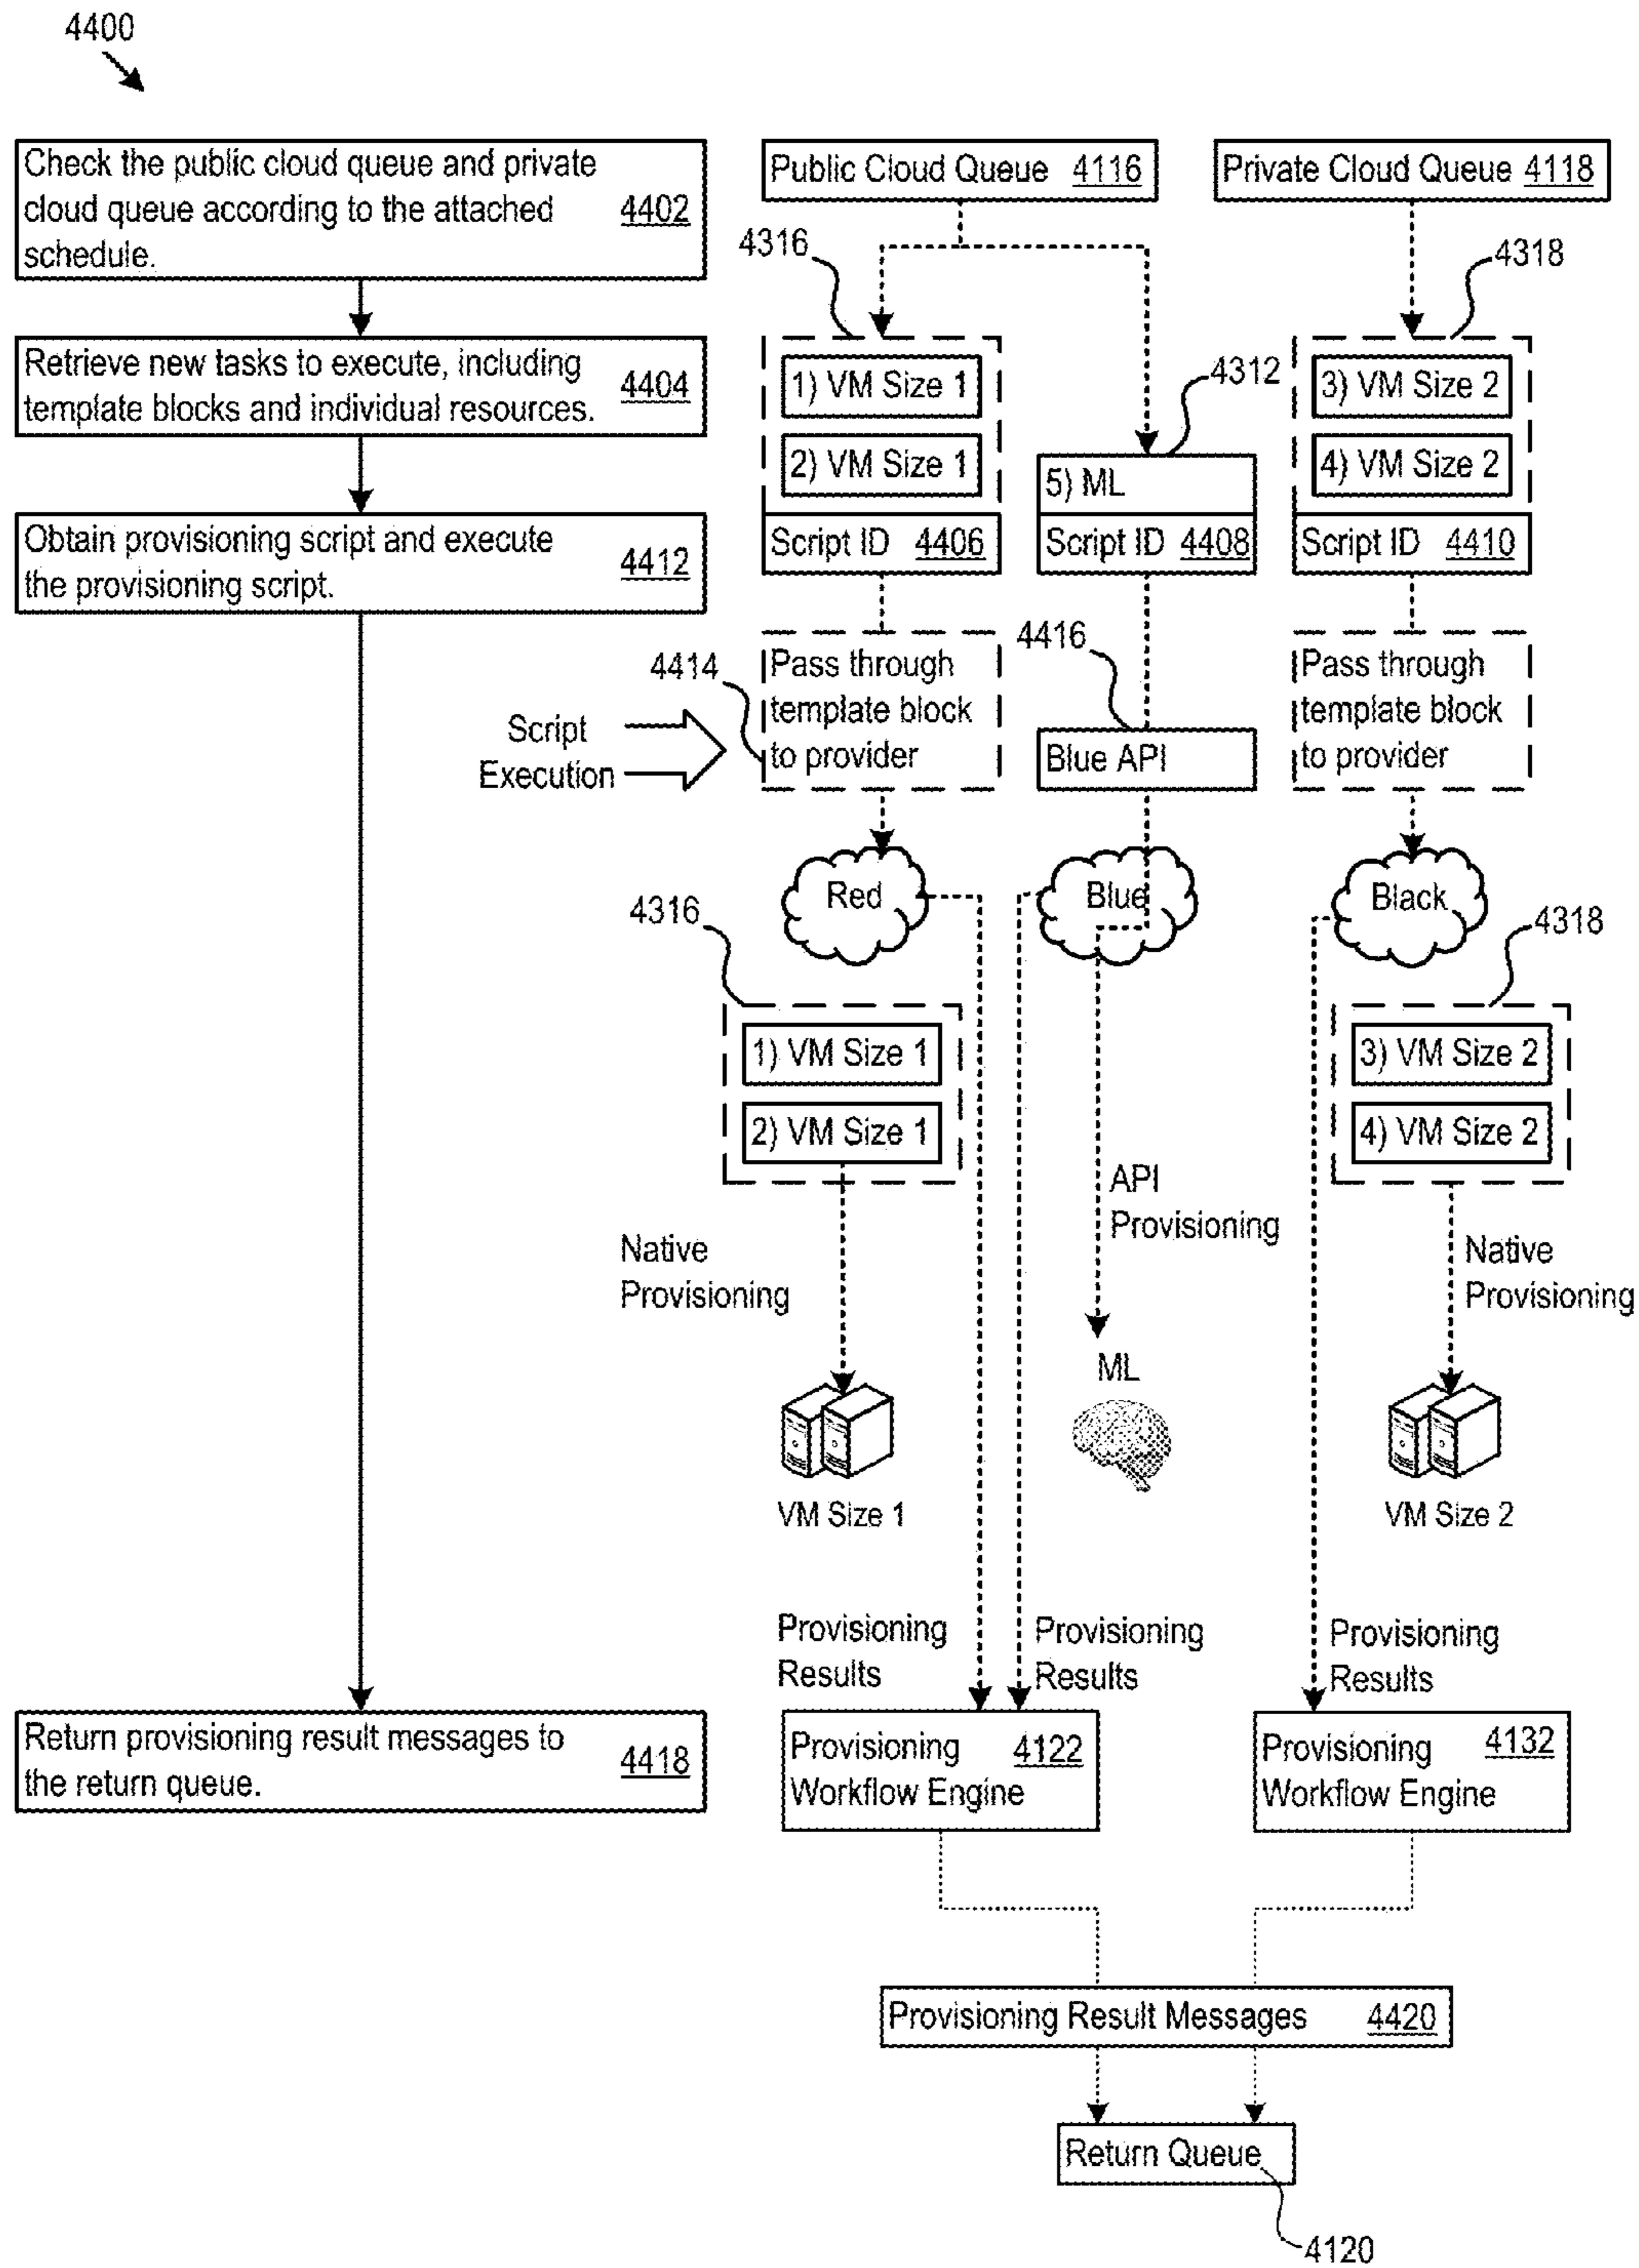 4400
Check the public cloud queue and private
cloud queue according to the attached
schedule.
4402
Retrieve new tasks to execute, including
template blocks and individual resources.
4404
Obtain provisioning script and execute
the provisioning script.
4412
Return provisioning result messages to
the return queue.
4418
Public Cloud Queue 4116
Private Cloud Queue 4118
4316
4318
1) VM Size 1
2) VM Size 1
Script ID 4406
4312
5) ML
Script ID 4408
3) VM Size 2
4) VM Size 2
Script ID 4410
Script
Execution
4414
Pass through
template block
to provider
4416
Blue API
Pass through
template block
to provider
Red
Blue
Black
4316
4318
1) VM Size 1
2) VM Size 1
3) VM Size 2
4) VM Size 2
Native
Provisioning
API
Provisioning
Native
Provisioning
VM Size 1
ML
VM Size 2
Provisioning
Results
Provisioning
Results
Provisioning
Results
Provisioning 4122
Workflow Engine
Provisioning 4132
Workflow Engine
Provisioning Result Messages 4420
Return Queue
4120